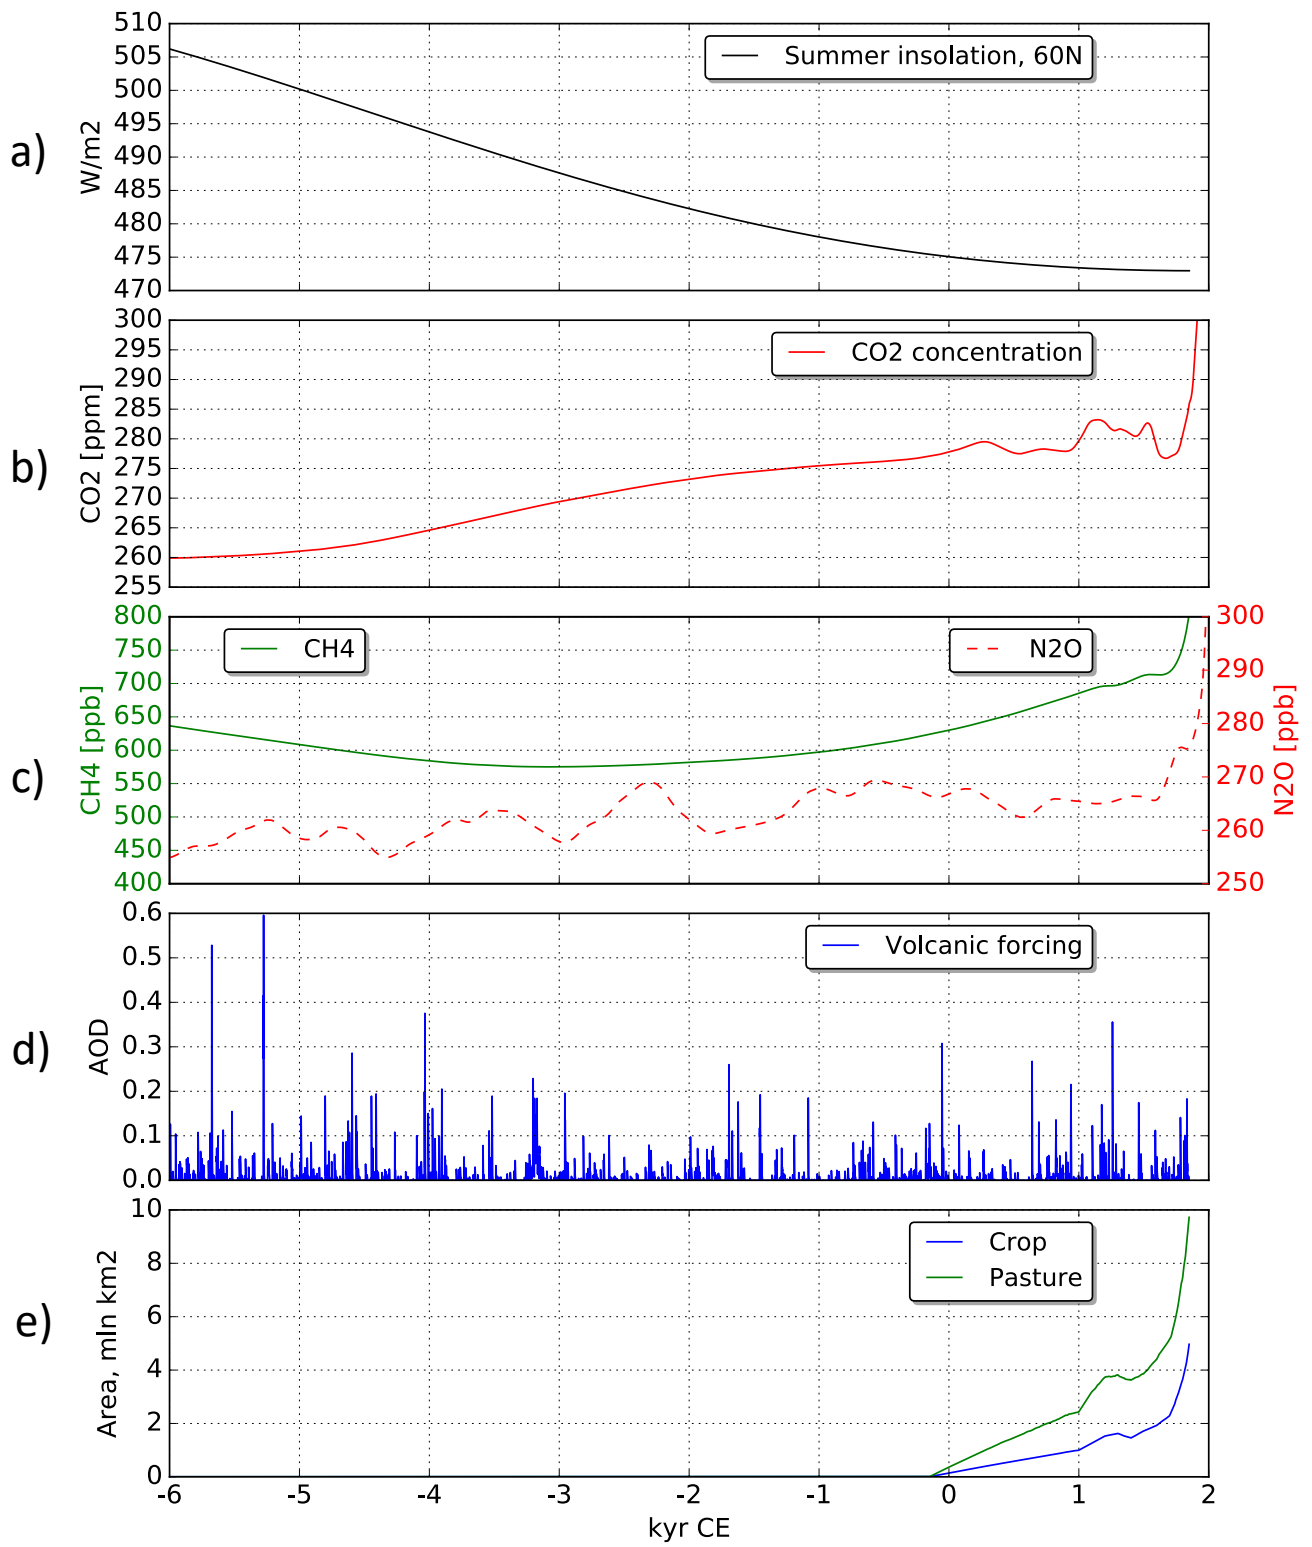 a)
W/m2
510
505
500
495
490
485
480
475
470
Summer insolation, 60N
b)
CO2 [ppm]
300
295
290
285
280
275
270
265
260
255
CO2 concentration
c)
CH4 [ppb]
800
750
700
650
600
550
500
450
400
CH4
N2O
300
290
280
270
260
250
N2O [ppb]
d)
AOD
0.6
0.5
0.4
0.3
0.2
0.1
0.0
Volcanic forcing
e)
Area, mln km2
10
8
6
4
2
0
Crop
Pasture
-6 -5 -4 -3 -2 -1 0 1 2
kyr CE